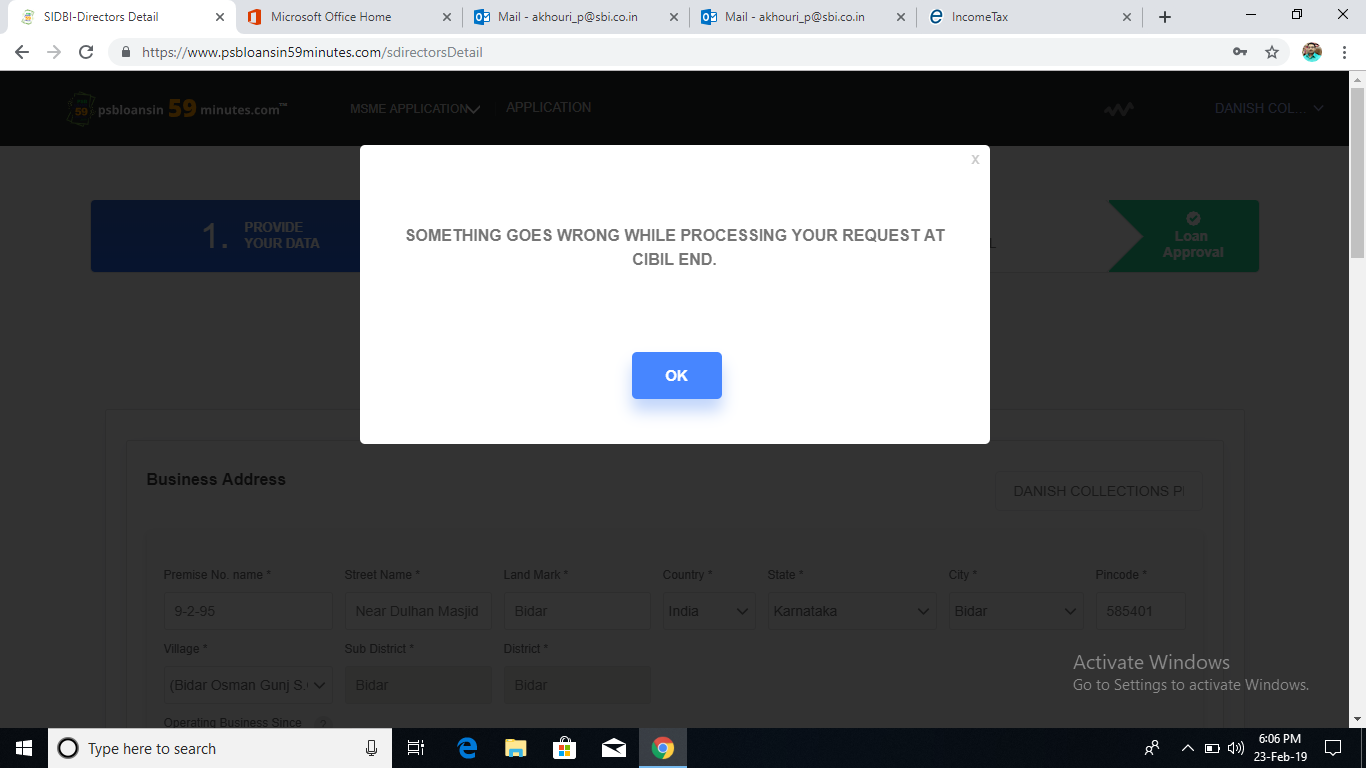 SIDBI-Directors Detail
Microsoft Office Home
Mail - akhouri_p@sbi.co.in
Mail - akhouri_p@sbi.co.in
IncomeTax
https://www.psbloansin59minutes.com/sdirectorsDetail
psbloansin 59 minutes.com™
MSME APPLICATION
APPLICATION
DANISH COL...
X
1. PROVIDE
YOUR DATA
SOMETHING GOES WRONG WHILE PROCESSING YOUR REQUEST AT
CIBIL END.
Loan
Approval
OK
Business Address
DANISH COLLECTIONS P
Premise No. name * Street Name * Land Mark * Country * State * City * Pincode *
9-2-95 Near Dulhan Masjid Bidar India Karnataka Bidar 585401
Village * Sub District * District *
(Bidar Osman Gunj S. Bidar Bidar
Operating Business Since ?
Activate Windows
Go to Settings to activate Windows.
Type here to search
6:06 PM
23-Feb-19